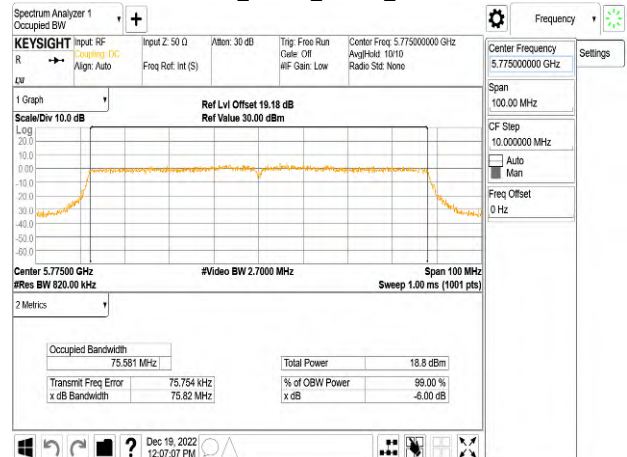 Spectrum Analyzer 1
Occupied BW
+
Frequency
KEYSIGHT
R
LW
Input: RF
Coupling: DC
Align: Auto
Input Z: 50 Ω
Freq Ref: Int (S)
Atten: 30 dB
Trig: Free Run
Gate: Off
#IF Gain: Low
Center Freq: 5.775000000 GHz
Avg|Hold: 10/10
Radio Std: None
Center Frequency
5.775000000 GHz
Settings
Span
100.00 MHz
CF Step
10.000000 MHz
Auto
Man
Freq Offset
0 Hz
1 Graph
Scale/Div 10.0 dB
Ref Lvl Offset 19.18 dB
Ref Value 30.00 dBm
Log
20.0
10.0
0.00
-10.0
-20.0
-30.0
-40.0
-50.0
-60.0
Center 5.77500 GHz
#Res BW 820.00 kHz
#Video BW 2.7000 MHz
Span 100 MHz
Sweep 1.00 ms (1001 pts)
2 Metrics
Occupied Bandwidth
75.581 MHz
Transmit Freq Error 75.754 kHz
x dB Bandwidth 75.82 MHz
Total Power 18.8 dBm
% of OBW Power 99.00 %
x dB -6.00 dB
?
Dec 19, 2022
12:07:07 PM